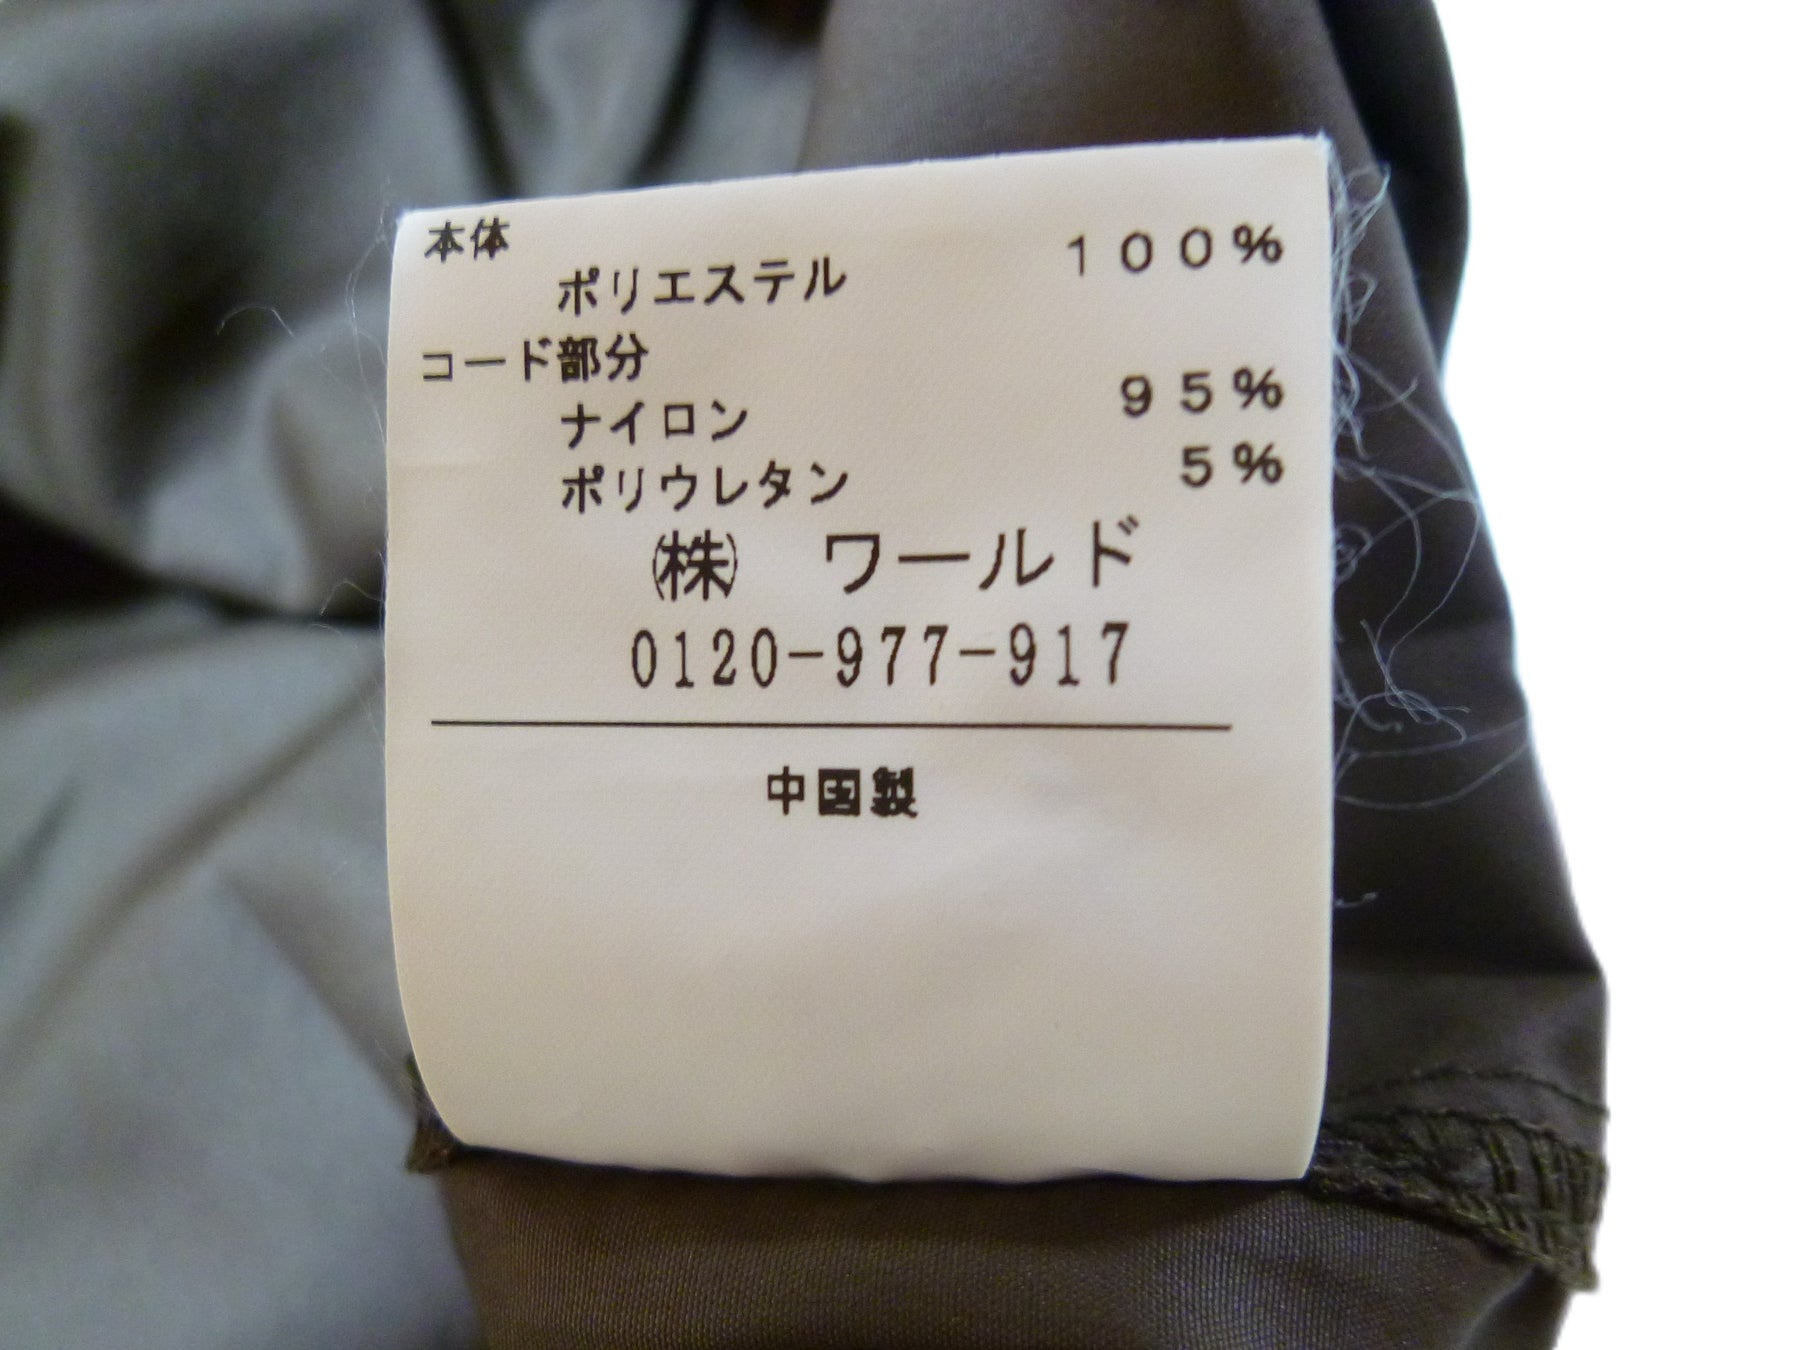 本体
ポリエステル 100%
コード部分
ナイロン 95%
ポリウレタン 5%
㈱ ワールド
0120-977-917
中国製